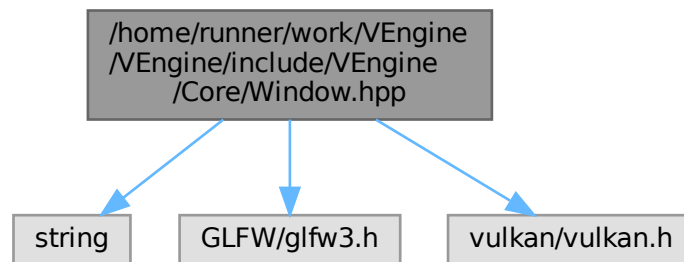 /home/runner/work/VEngine
/VEngine/include/VEngine
/Core/Window.hpp
string
GLFW/glfw3.h
vulkan/vulkan.h